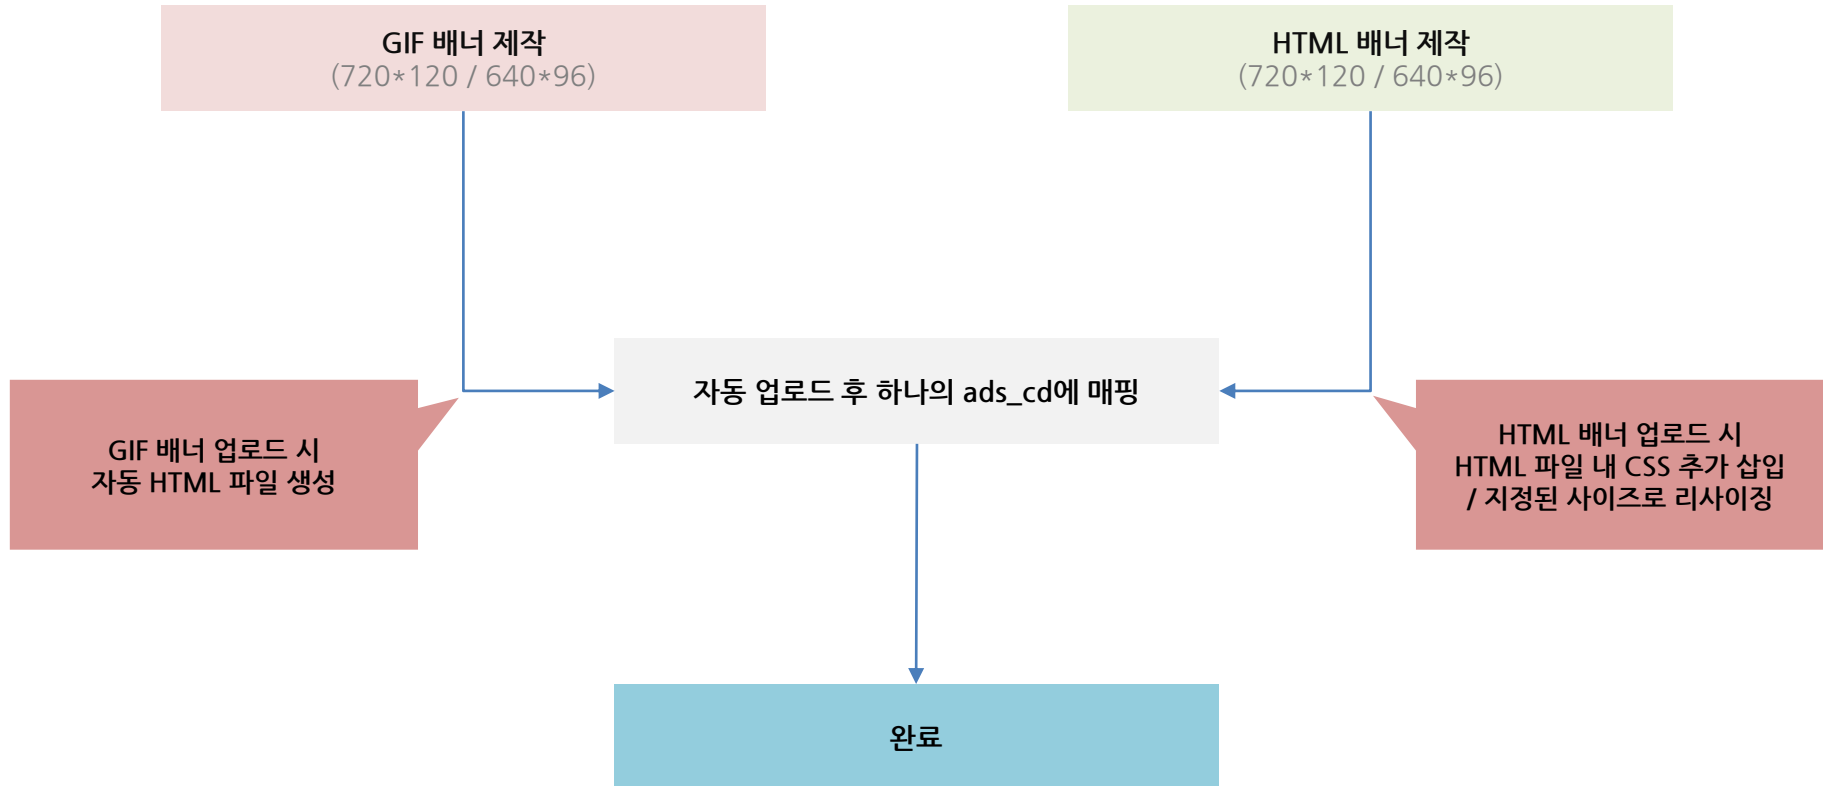 GIF 배너 제작
(720*120 / 640*96)
HTML 배너 제작
(720*120 / 640*96)
자동 업로드 후 하나의 ads_cd에 매핑
GIF 배너 업로드 시
자동 HTML 파일 생성
HTML 배너 업로드 시
HTML 파일 내 CSS 추가 삽입
/ 지정된 사이즈로 리사이징
완료